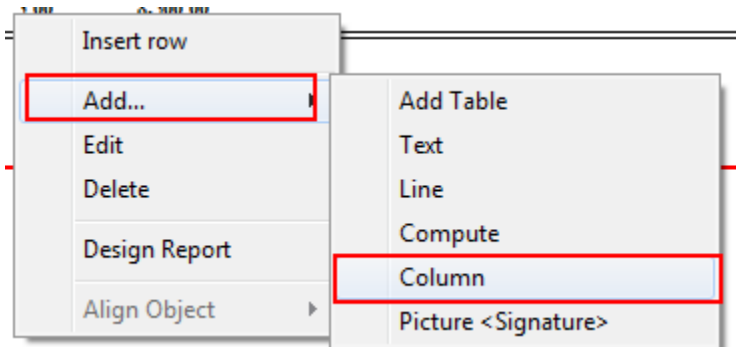 Insert row
Add...
Edit
Delete
Design Report
Align Object
Add Table
Text
Line
Compute
Column
Picture <Signature>